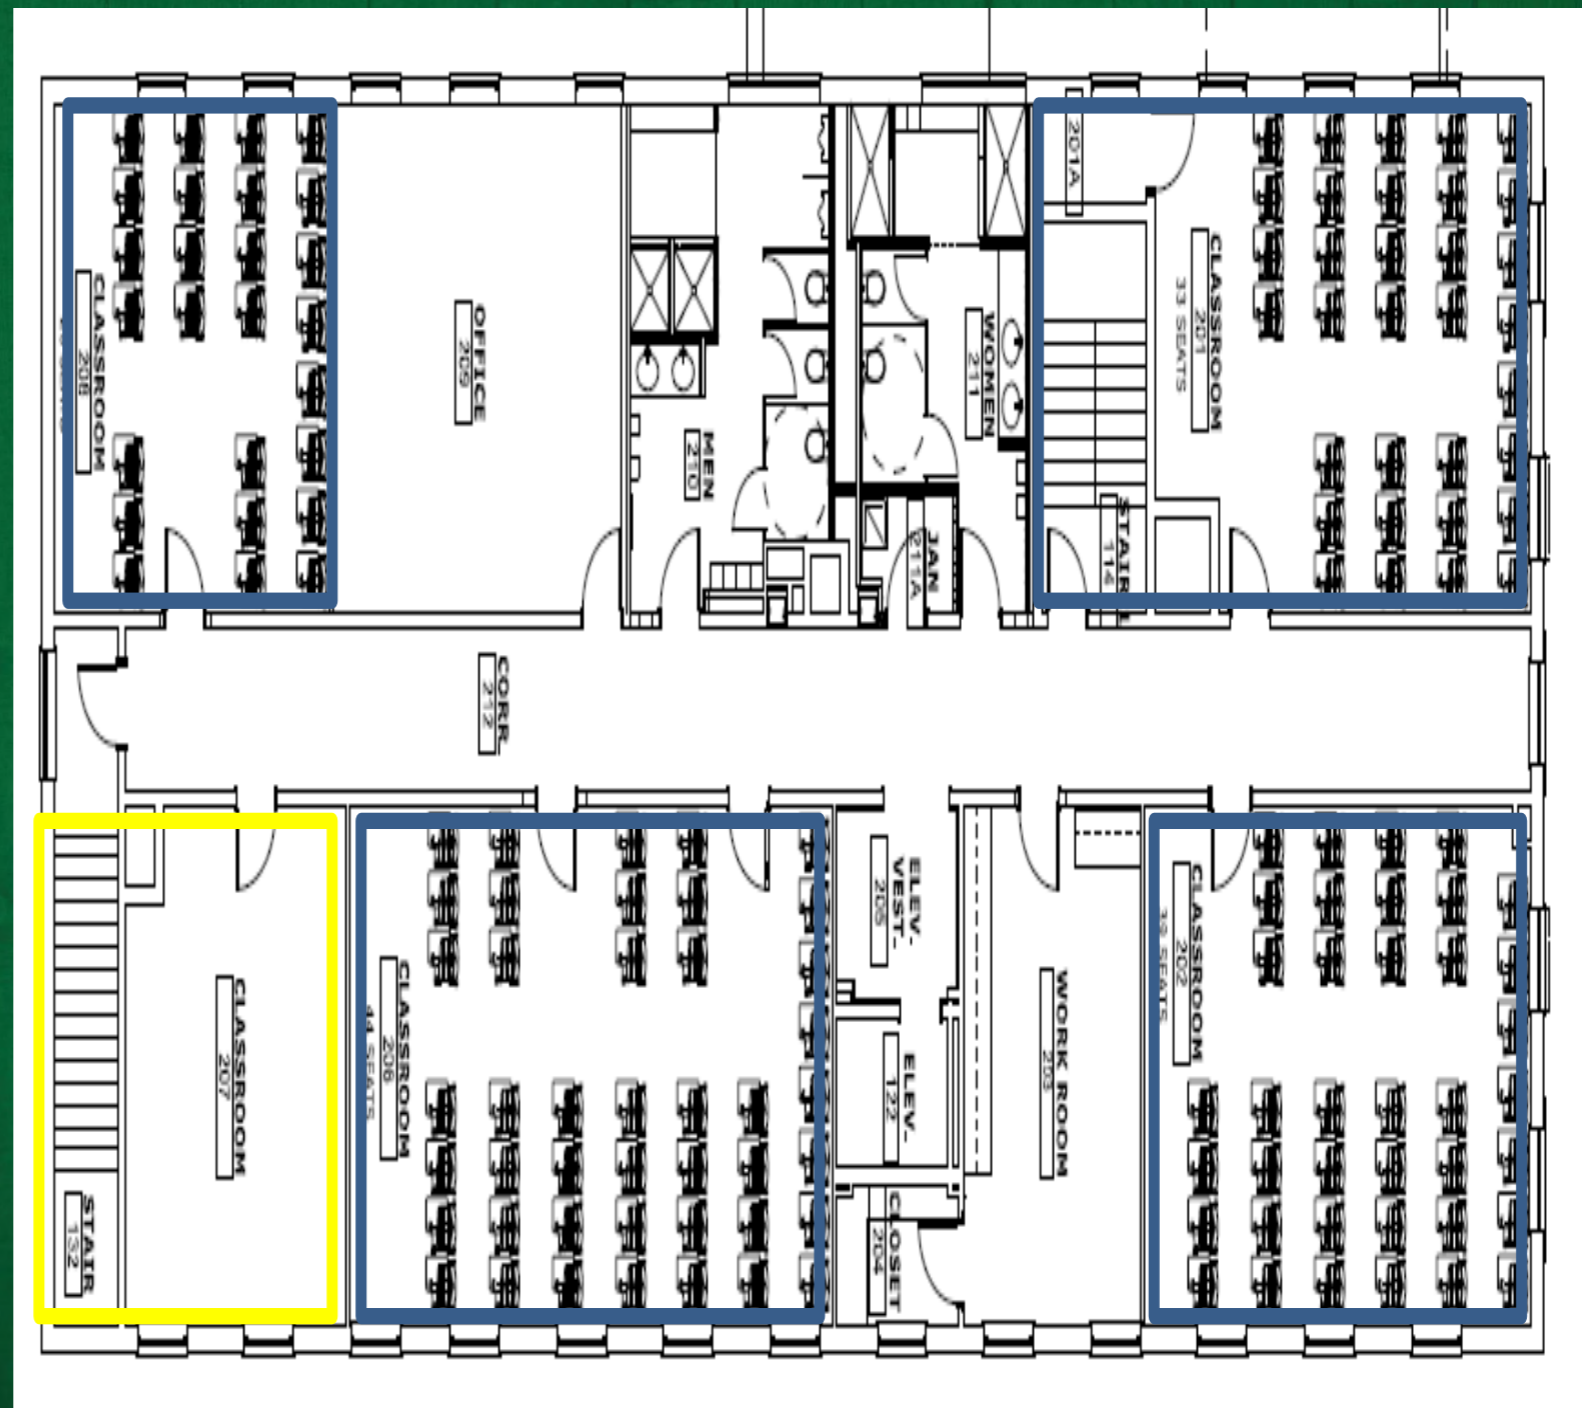 CLASSROOM
208
OFFICE
209
MEN
210
WOMEN
211
JAN
211A
201A
CLASSROOM
201
33 SEATS
STAIR
114
CORR.
212
CLASSROOM
207
STAIR
132
CLASSROOM
206
44 SEATS
ELEV.
VEST.
205
ELEV.
122
CLOSET
204
WORK ROOM
203
CLASSROOM
202
39 SEATS